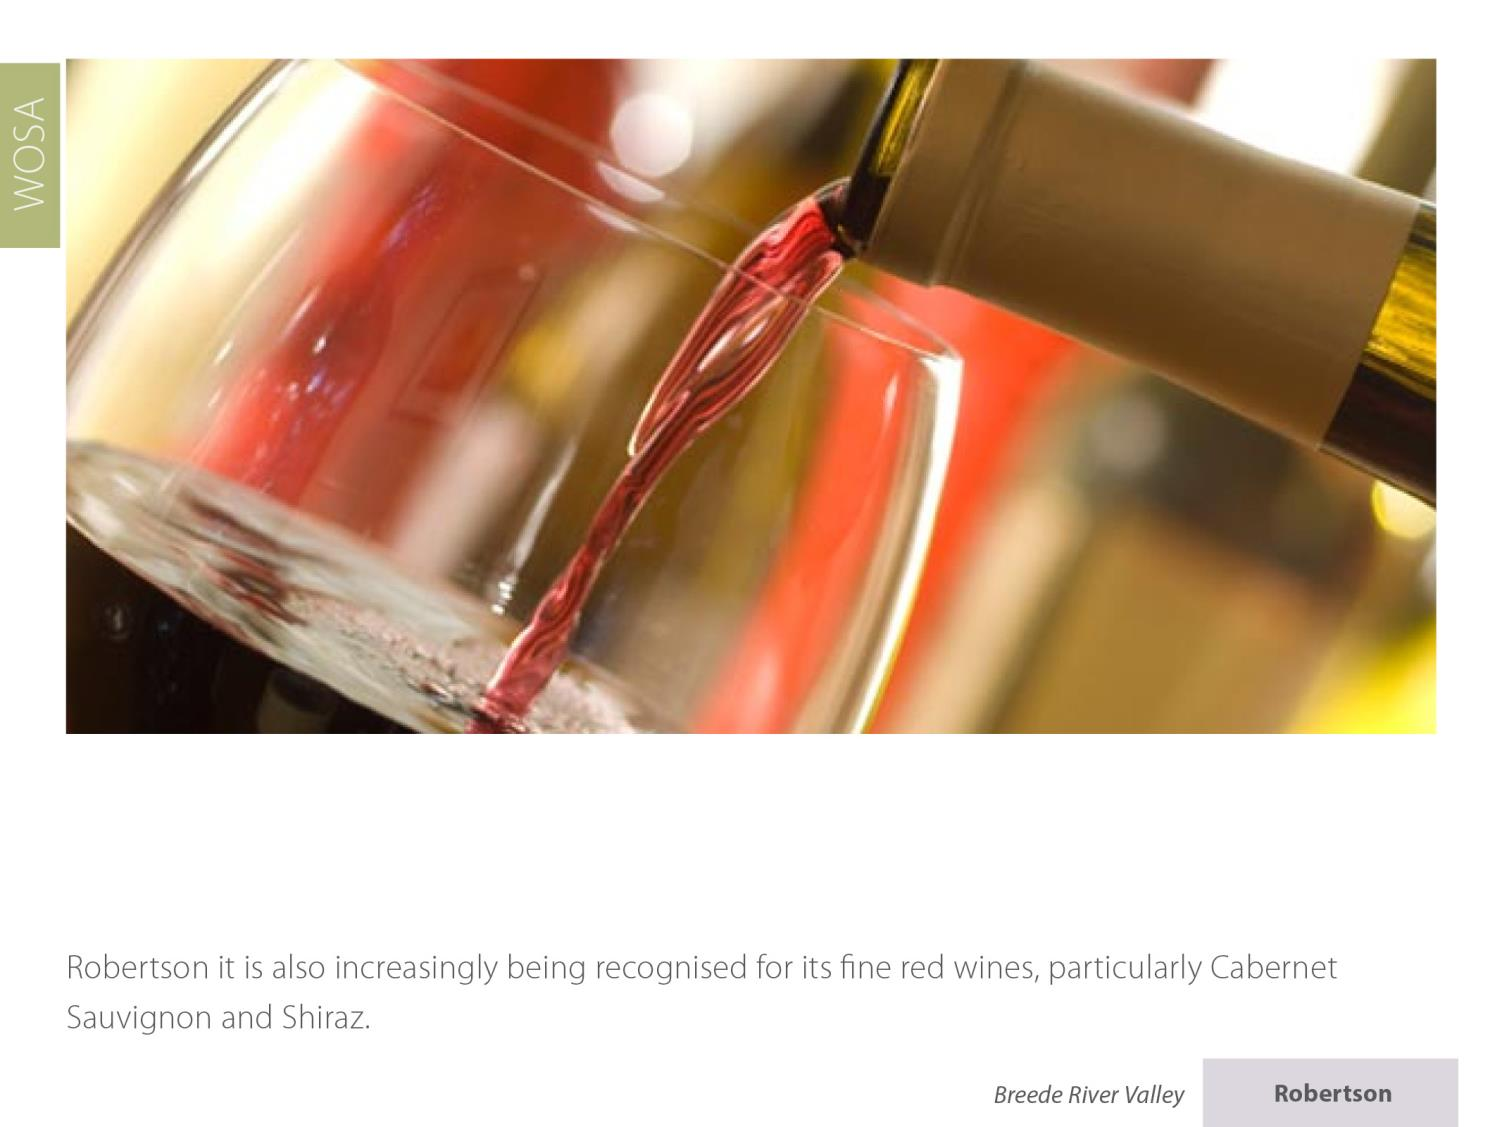 WOSA
Robertson it is also increasingly being recognised for its fine red wines, particularly Cabernet
Sauvignon and Shiraz.
Breede River Valley
Robertson